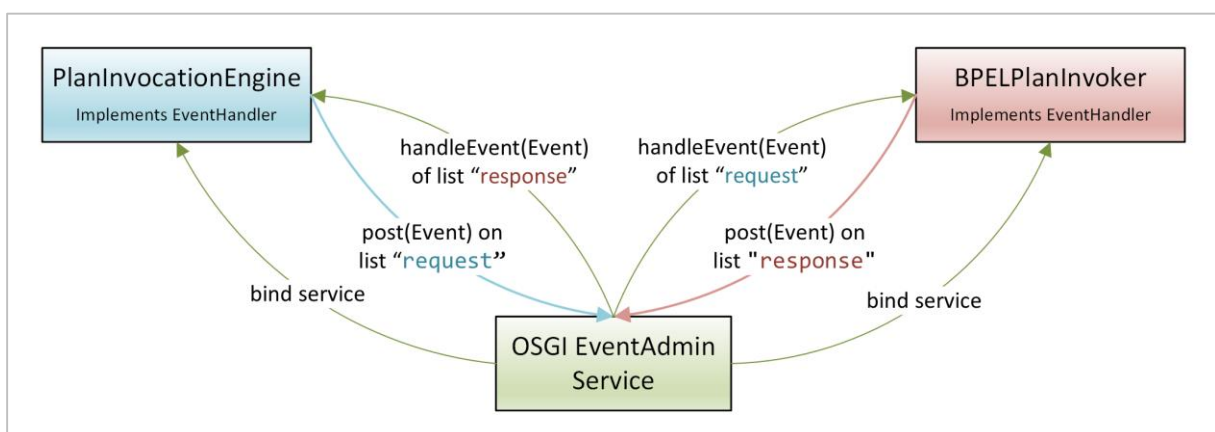 PlanInvocationEngine
Implements EventHandler
BPELPlanInvoker
Implements EventHandler
handleEvent(Event)
of list “response”
handleEvent(Event)
of list “request”
post(Event) on
list “request”
post(Event) on
list "response"
bind service
bind service
OSGI EventAdmin
Service